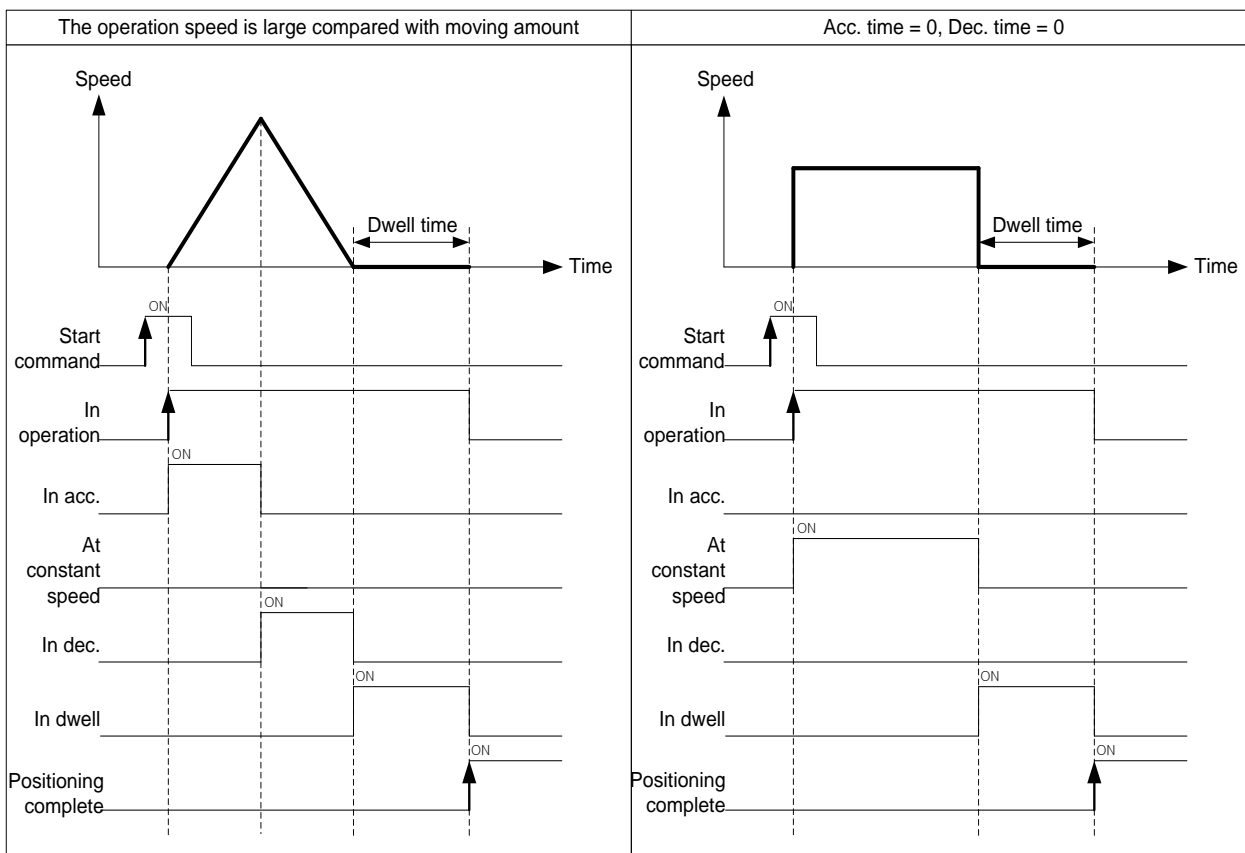 The operation speed is large compared with moving amount
Speed
Dwell time
Time
ON
Start
command
In
operation
ON
In acc.
At
constant
speed
ON
In dec.
ON
In dwell
ON
Positioning
complete
Acc. time = 0, Dec. time = 0
Speed
Dwell time
Time
ON
Start
command
In
operation
In acc.
ON
At
constant
speed
In dec.
ON
In dwell
ON
Positioning
complete